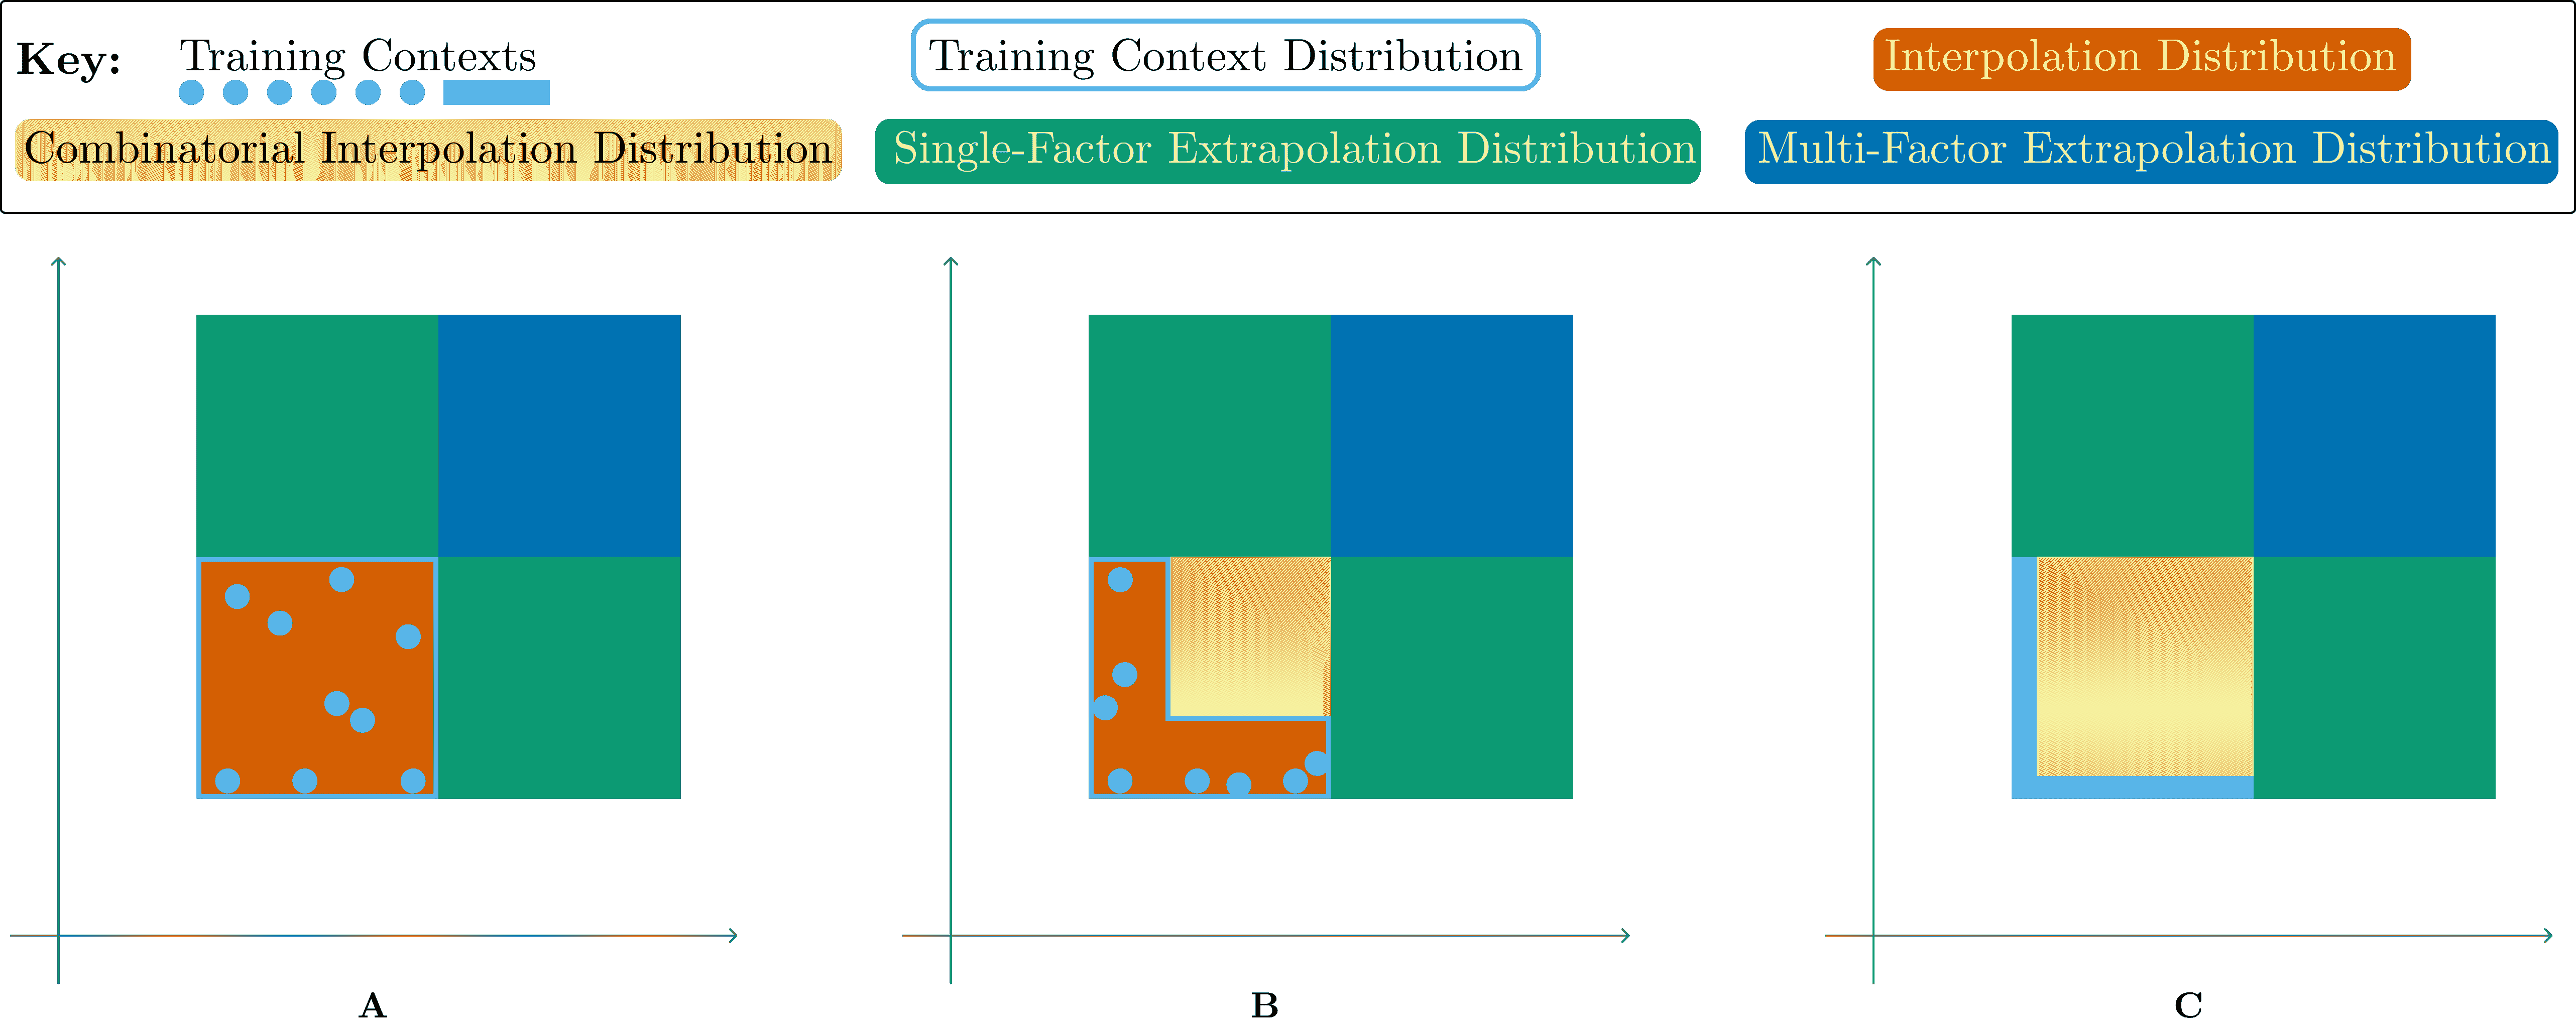 Key: Training Contexts Training Context Distribution Interpolation Distribution
Combinatorial Interpolation Distribution Single-Factor Extrapolation Distribution Multi-Factor Extrapolation Distribution
A B C